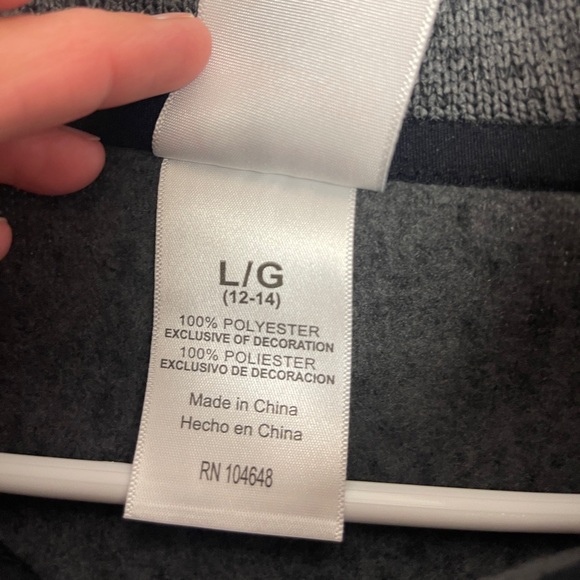 L/G
(12-14)
100% POLYESTER
EXCLUSIVE OF DECORATION
100% POLIESTER
EXCLUSIVO DE DECORACION
Made in China
Hecho en China
RN 104648